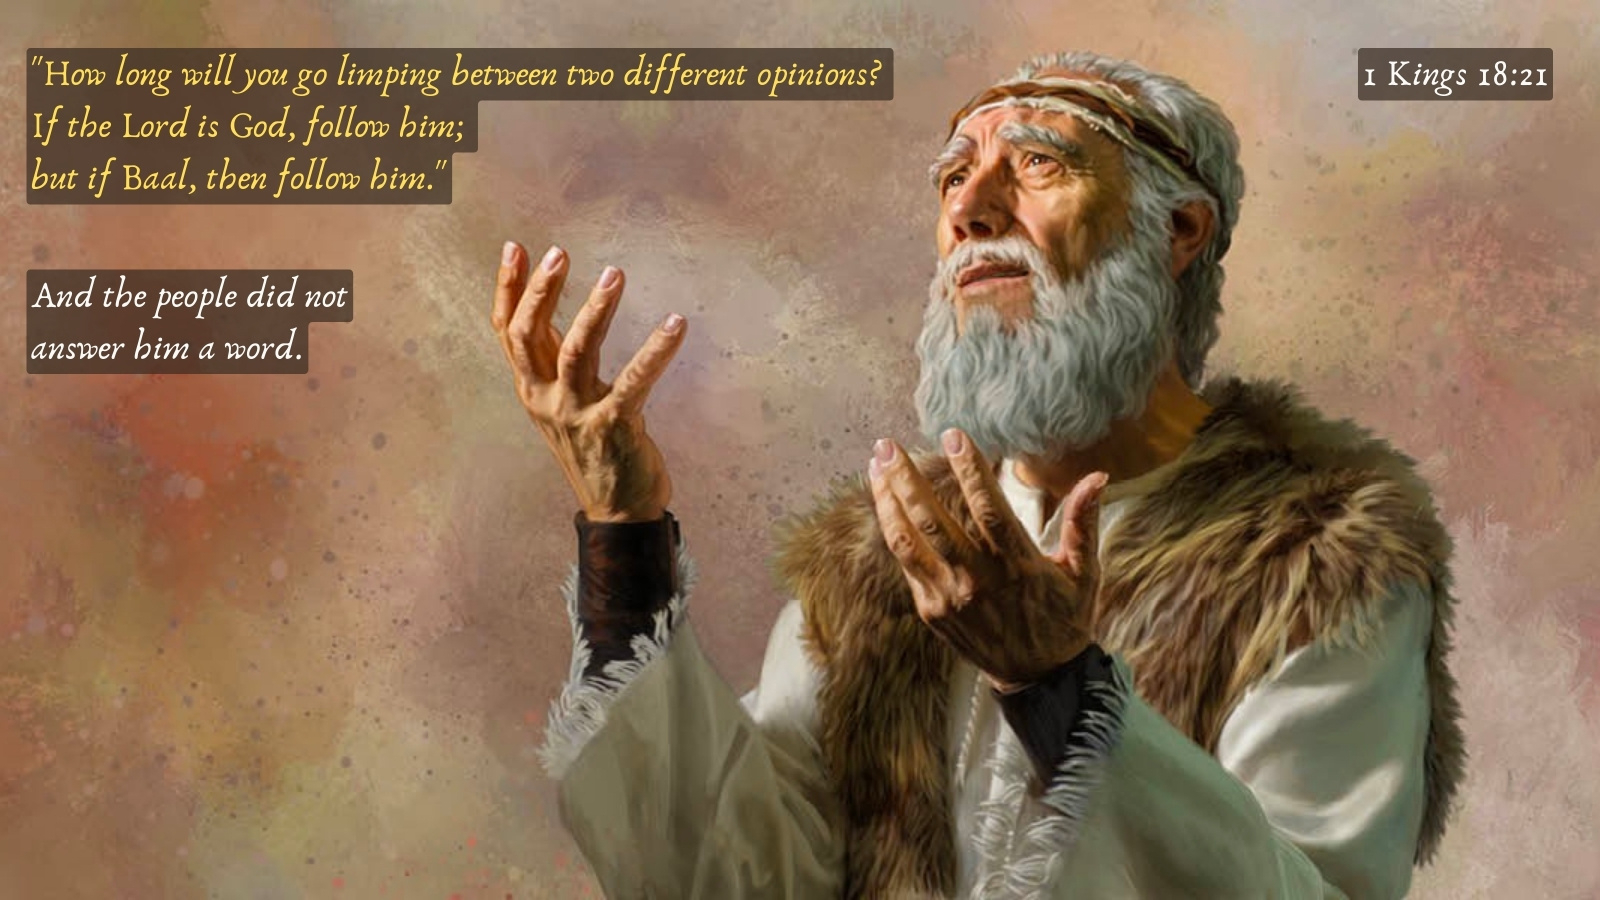 "How long will you go limping between two different opinions?
If the Lord is God, follow him;
but if Baal, then follow him."
And the people did not
answer him a word.
1 Kings 18:21